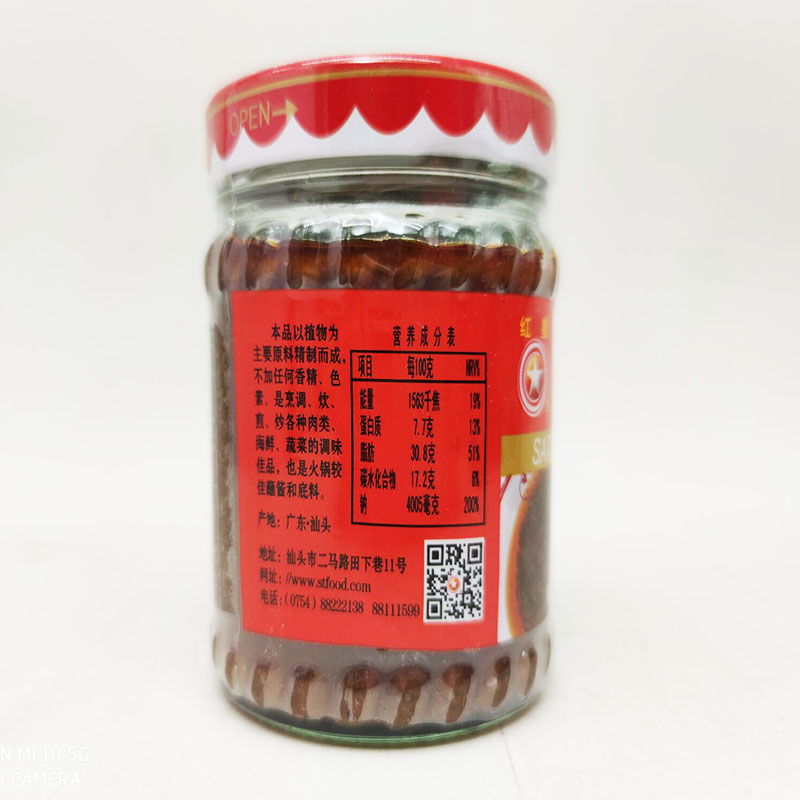 OPEN→
本品以植物为
主要原料精制而成,
不加任何香精、色
素。是烹调、炊、
煎、炒各种肉类、
海鲜、蔬菜的调味
佳品,也是火锅较
佳蘸酱和底料。
产地:广东·汕头
营养成分表
项目 每100克 NRV%
能量 1563千焦 19%
蛋白质 7.7克 13%
脂肪 30.8克 51%
碳水化合物 17.2克 6%
钠 4005毫克 200%
地址:汕头市二马路田下巷11号
网址://www.stfood.com
电话:(0754) 88222138 88111599
红
SA
MI 10 5G
CAMERA